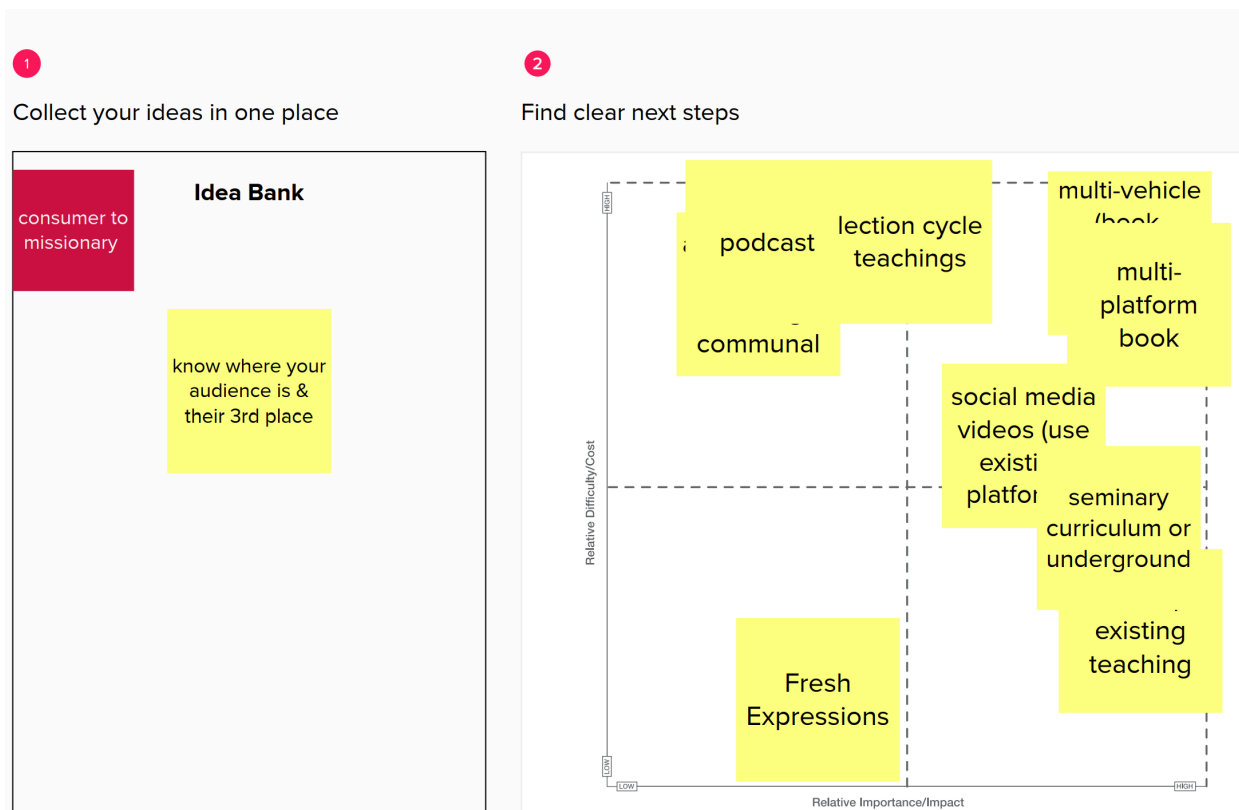 1
Collect your ideas in one place
Idea Bank
consumer to
missionary
know where your
audience is &
their 3rd place
2
Find clear next steps
HIGH
podcast
lection cycle
teachings
communal
multi-vehicle
(book
multi-
platform
book
social media
videos (use
existi
platfor
seminary
curriculum or
underground
existing
teaching
Fresh
Expressions
Relative Difficulty/Cost
LOW
LOW
HIGH
Relative Importance/Impact